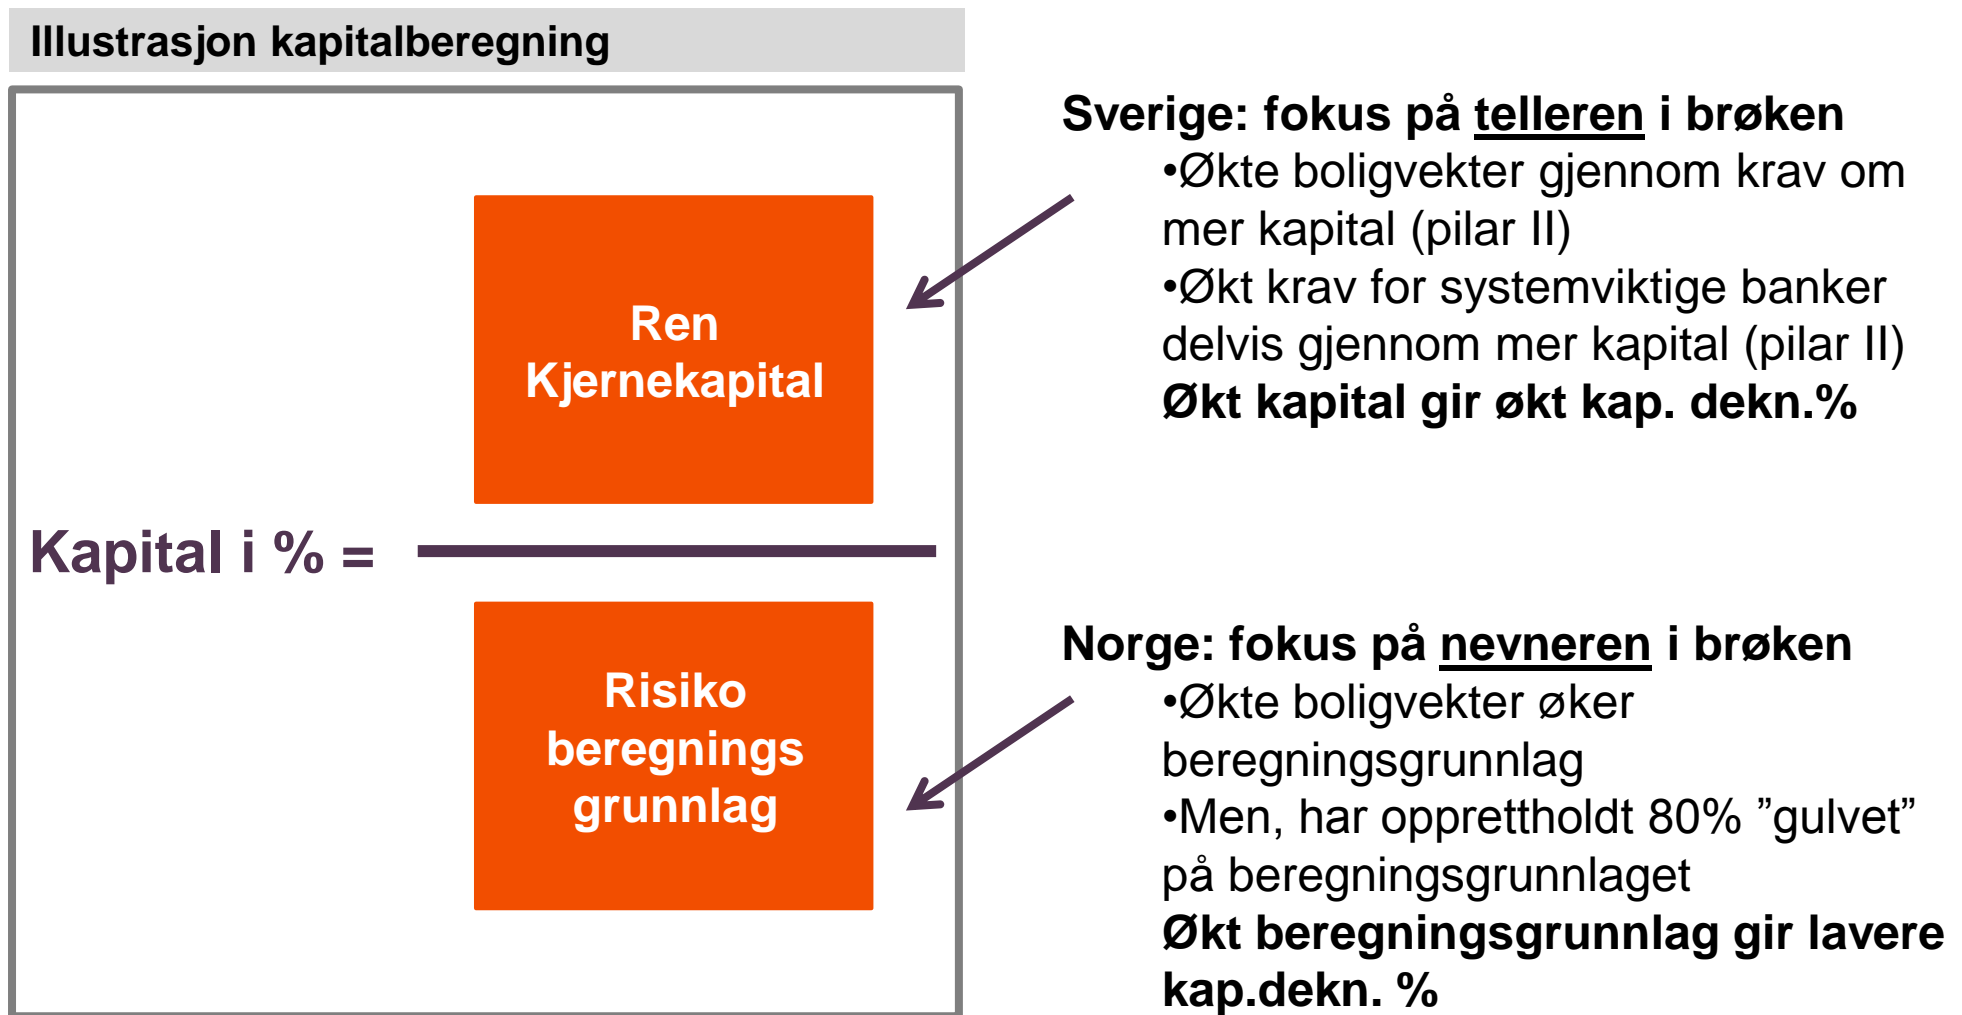 Illustrasjon kapitalberegning
Kapital i % =
Ren
Kjernekapital
Risiko
beregnings
grunnlag
Sverige: fokus på telleren i brøken
•Økte boligvekter gjennom krav om
mer kapital (pilar II)
•Økt krav for systemviktige banker
delvis gjennom mer kapital (pilar II)
Økt kapital gir økt kap. dekn.%
Norge: fokus på nevneren i brøken
•Økte boligvekter øker
beregningsgrunnlag
•Men, har opprettholdt 80% ”gulvet”
på beregningsgrunnlaget
Økt beregningsgrunnlag gir lavere
kap.dekn. %